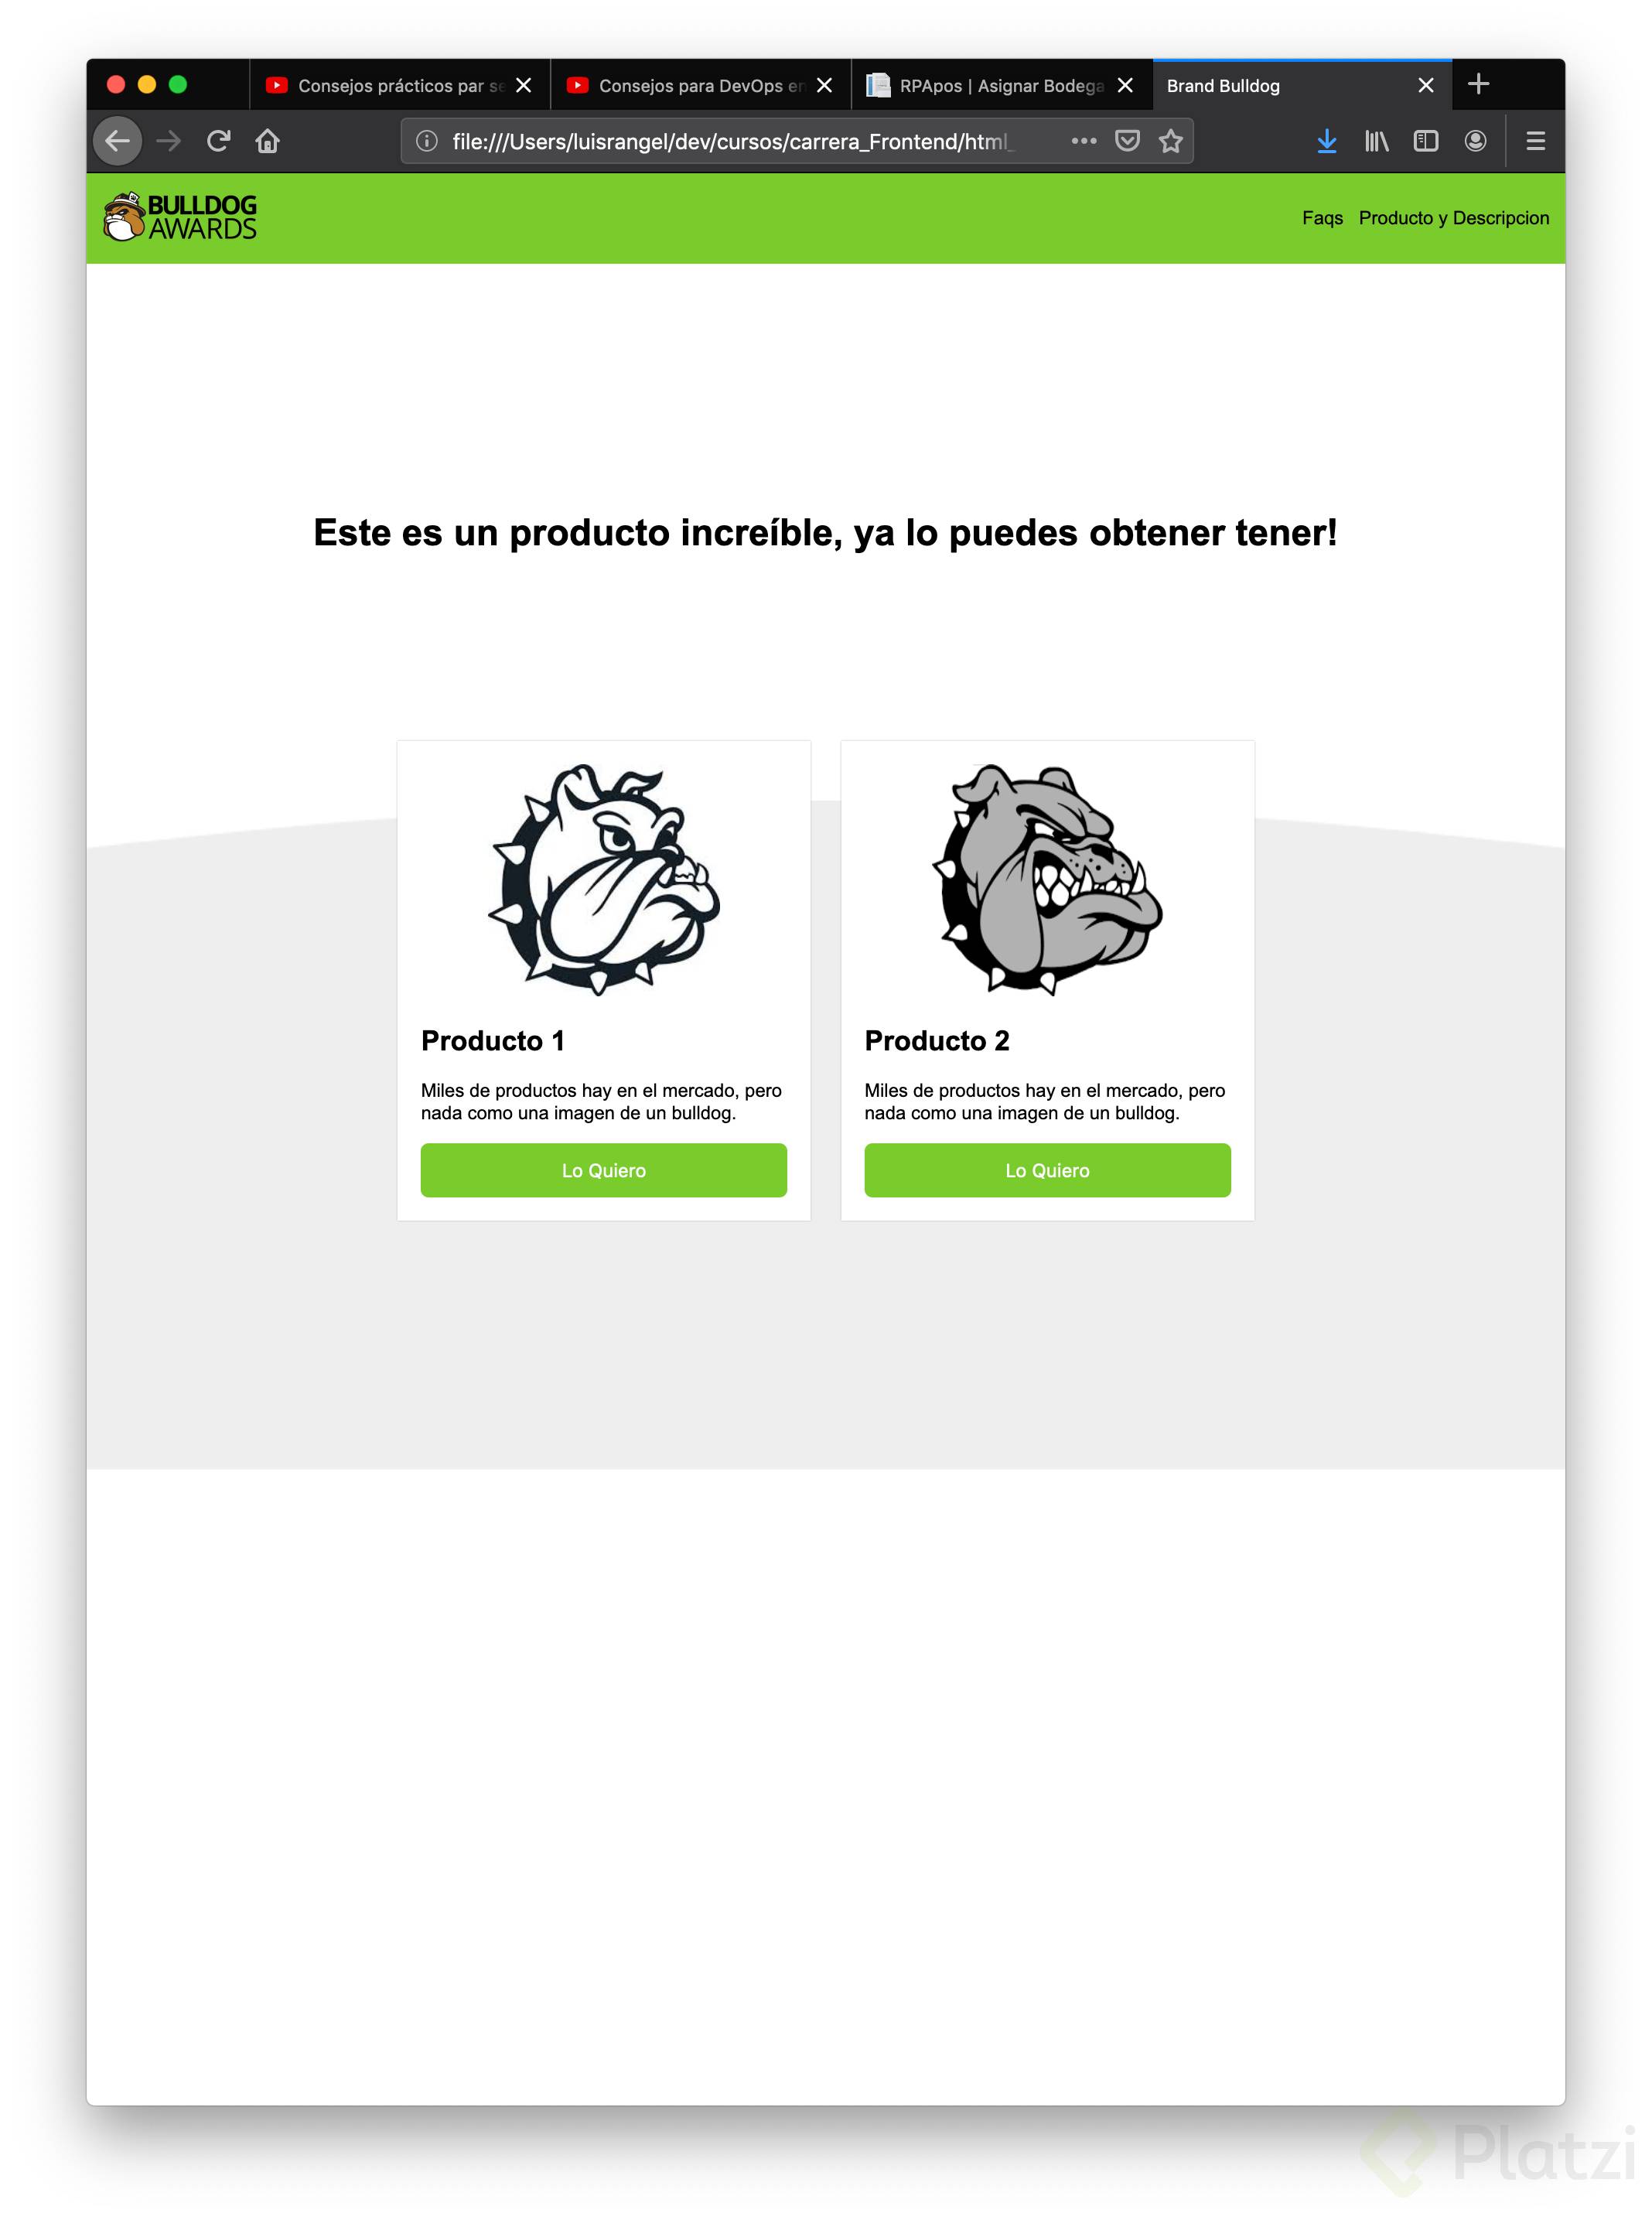 Consejos prácticos par se
Consejos para DevOps en
RPApos | Asignar Bodega
Brand Bulldog
file:///Users/luisrangel/dev/cursos/carrera_Frontend/html_
BULLDOG
AWARDS
Faqs Producto y Descripcion
Este es un producto increíble, ya lo puedes obtener tener!
Producto 1
Miles de productos hay en el mercado, pero
nada como una imagen de un bulldog.
Lo Quiero
Producto 2
Miles de productos hay en el mercado, pero
nada como una imagen de un bulldog.
Lo Quiero
Platzi